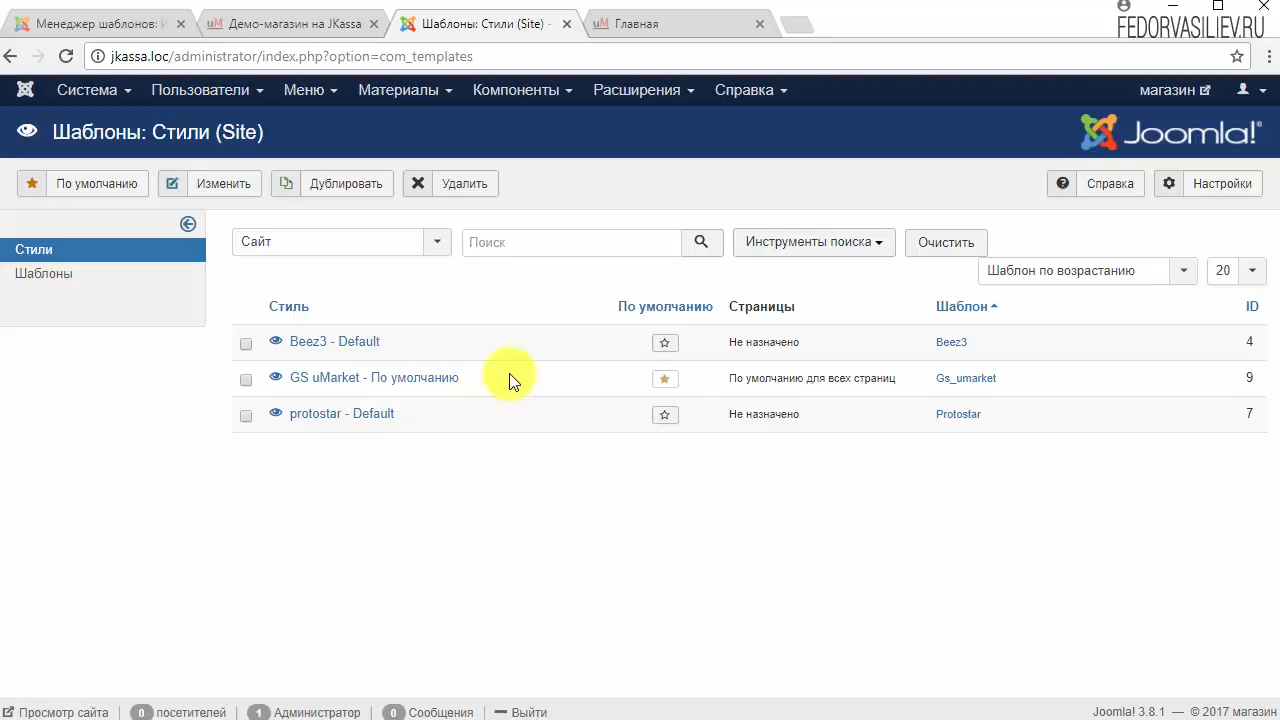 Менеджер шаблонов: И
uM Демо-магазин на JKassa
Шаблоны: Стили (Site) -
uM Главная
FEDORVASILIEV.RU
jkassa.loc/administrator/index.php?option=com_templates
Система Пользователи Меню Материалы Компоненты Расширения Справка магазин
Шаблоны: Стили (Site) Joomla!®
По умолчанию Изменить Дублировать Удалить Справка Настройки
Стили
Шаблоны
Сайт Поиск Инструменты поиска Очистить
Шаблон по возрастанию 20
Стиль По умолчанию Страницы Шаблон ID
Beez3 - Default Не назначено Beez3 4
GS uMarket - По умолчанию По умолчанию для всех страниц Gs_umarket 9
protostar - Default Не назначено Protostar 7
Просмотр сайта 0 посетителей 1 Администратор 0 Сообщения Выйти Joomla! 3.8.1 — © 2017 магазин